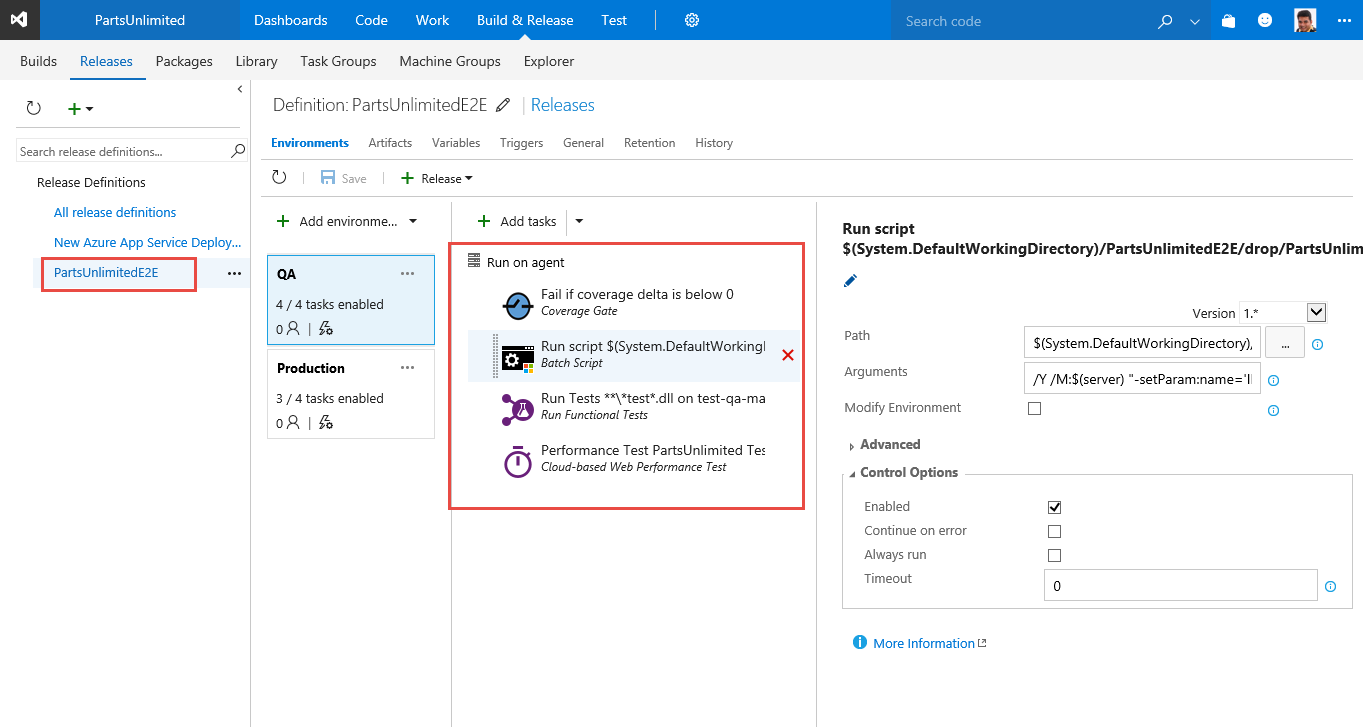 PartsUnlimited Dashboards Code Work Build & Release Test Search code
Builds Releases Packages Library Task Groups Machine Groups Explorer
Search release definitions...
Release Definitions
All release definitions
New Azure App Service Deploy...
PartsUnlimitedE2E
Definition: PartsUnlimitedE2E | Releases
Environments Artifacts Variables Triggers General Retention History
Save Release
Add environme...
QA
4 / 4 tasks enabled
0
Production
3 / 4 tasks enabled
0
Add tasks
Run on agent
Fail if coverage delta is below 0
Coverage Gate
Run script $(System.DefaultWorking
Batch Script
Run Tests **\*test*.dll on test-qa-ma
Run Functional Tests
Performance Test PartsUnlimited Tes
Cloud-based Web Performance Test
Run script
$(System.DefaultWorkingDirectory)/PartsUnlimitedE2E/drop/PartsUnlim
Version 1.*
Path $(System.DefaultWorkingDirectory), ...
Arguments /Y /M:$(server) "-setParam:name='I
Modify Environment
Advanced
Control Options
Enabled
Continue on error
Always run
Timeout 0
More Information